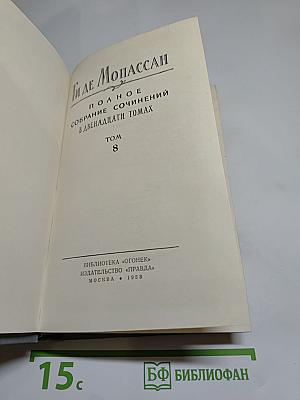 Ги де Мопассан
ПОЛНОЕ
СОБРАНИЕ СОЧИНЕНИЙ
В ДВЕНАДЦАТИ ТОМАХ
ТОМ
8
БИБЛИОТЕКА «ОГОНЕК»
ИЗДАТЕЛЬСТВО «ПРАВДА»
МОСКВА • 1958
15с
БФ БИБЛИОФАН